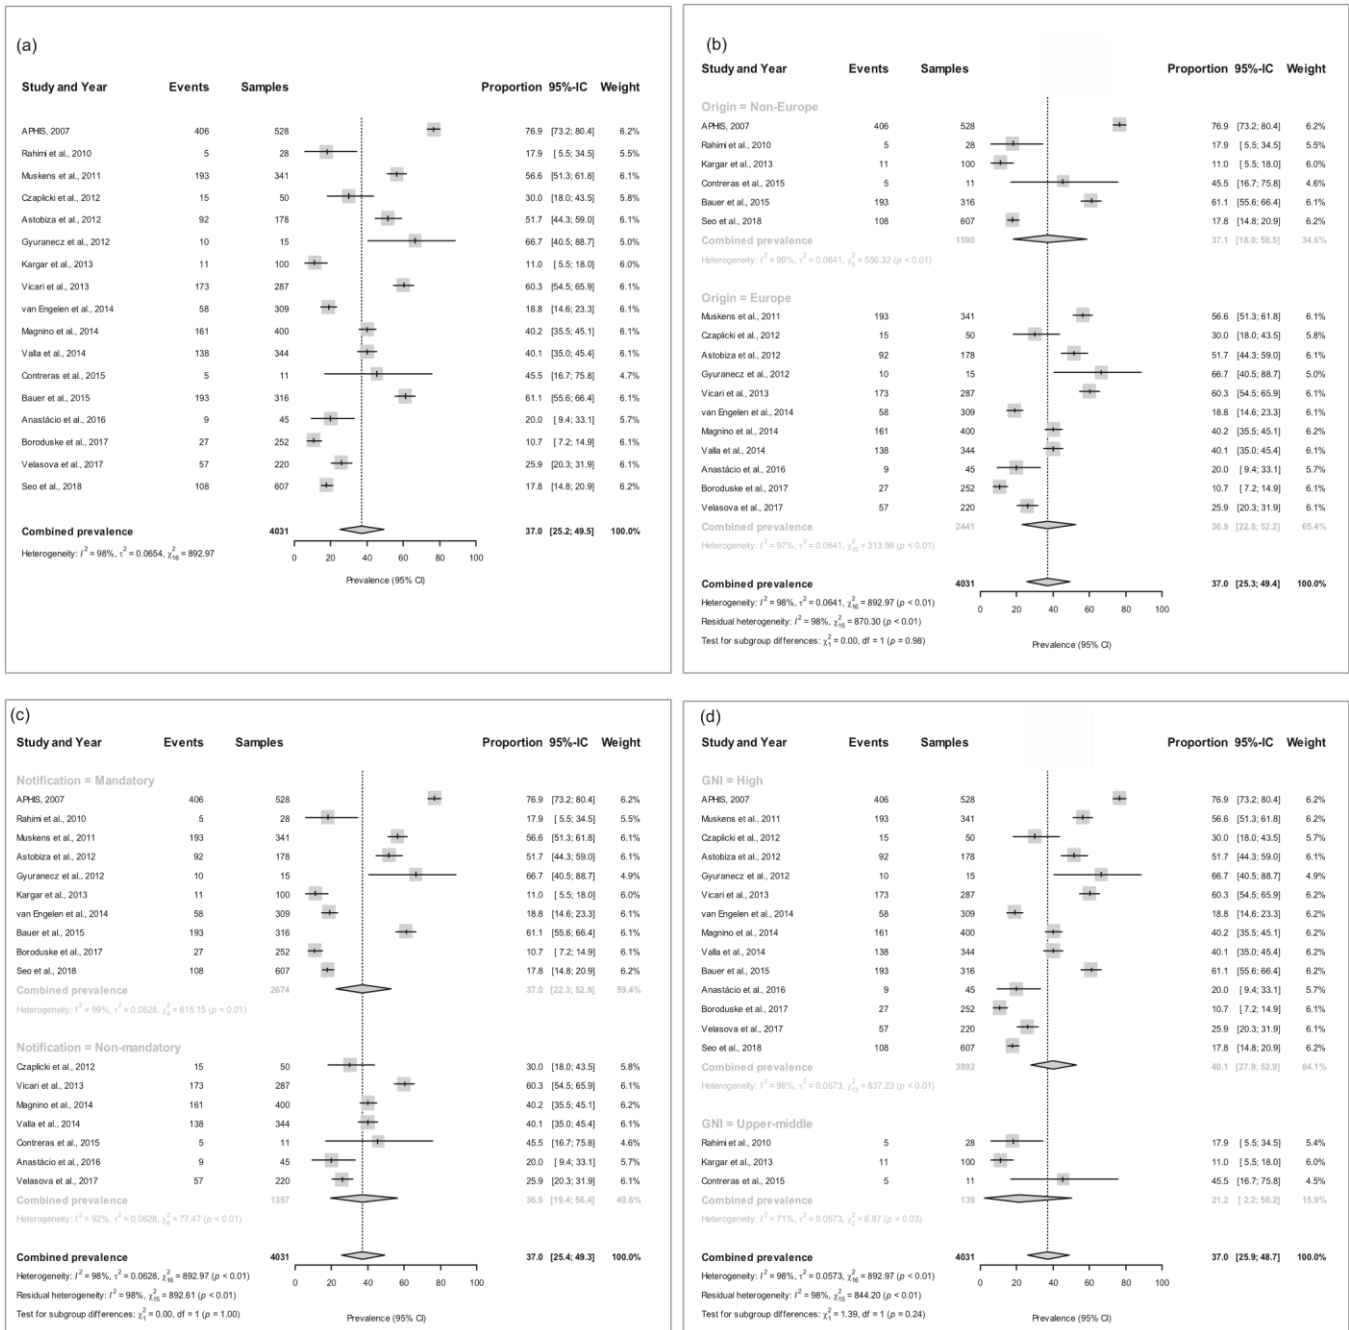 (a)
Study and Year Events Samples Proportion 95%-IC Weight
APHIS, 2007 406 528 76.9 [73.2; 80.4] 6.2%
Rahimi et al., 2010 5 28 17.9 [ 5.5; 34.5] 5.5%
Muskens et al., 2011 193 341 56.6 [51.3; 61.8] 6.1%
Czaplicki et al., 2012 15 50 30.0 [18.0; 43.5] 5.8%
Astobiza et al., 2012 92 178 51.7 [44.3; 59.0] 6.1%
Gyuranecz et al., 2012 10 15 66.7 [40.5; 88.7] 5.0%
Kargar et al., 2013 11 100 11.0 [ 5.5; 18.0] 6.0%
Vicari et al., 2013 173 287 60.3 [54.5; 65.9] 6.1%
van Engelen et al., 2014 58 309 18.8 [14.6; 23.3] 6.1%
Magnino et al., 2014 161 400 40.2 [35.5; 45.1] 6.1%
Valla et al., 2014 138 344 40.1 [35.0; 45.4] 6.1%
Contreras et al., 2015 5 11 45.5 [16.7; 75.8] 4.7%
Bauer et al., 2015 193 316 61.1 [55.6; 66.4] 6.1%
Anastácio et al., 2016 9 45 20.0 [ 9.4; 33.1] 5.7%
Boroduske et al., 2017 27 252 10.7 [ 7.2; 14.9] 6.1%
Velasova et al., 2017 57 220 25.9 [20.3; 31.9] 6.1%
Seo et al., 2018 108 607 17.8 [14.8; 20.9] 6.2%
Combined prevalence 4031 37.0 [25.2; 49.5] 100.0%
Heterogeneity: I² = 98%, τ² = 0.0654, χ²₁₆ = 892.97
0 20 40 60 80 100
Prevalence (95% CI)
(b)
Study and Year Events Samples Proportion 95%-IC Weight
Origin = Non-Europe
APHIS, 2007 406 528 76.9 [73.2; 80.4] 6.2%
Rahimi et al., 2010 5 28 17.9 [ 5.5; 34.5] 5.5%
Kargar et al., 2013 11 100 11.0 [ 5.5; 18.0] 6.0%
Contreras et al., 2015 5 11 45.5 [16.7; 75.8] 4.6%
Bauer et al., 2015 193 316 61.1 [55.6; 66.4] 6.1%
Seo et al., 2018 108 607 17.8 [14.8; 20.9] 6.2%
Combined prevalence 1590 37.1 [18.0; 58.5] 34.6%
Heterogeneity: I² = 99%, τ² = 0.0641, χ²₅ = 556.32 (p < 0.01)
Origin = Europe
Muskens et al., 2011 193 341 56.6 [51.3; 61.8] 6.1%
Czaplicki et al., 2012 15 50 30.0 [18.0; 43.5] 5.8%
Astobiza et al., 2012 92 178 51.7 [44.3; 59.0] 6.1%
Gyuranecz et al., 2012 10 15 66.7 [40.5; 88.7] 5.0%
Vicari et al., 2013 173 287 60.3 [54.5; 65.9] 6.1%
van Engelen et al., 2014 58 309 18.8 [14.6; 23.3] 6.1%
Magnino et al., 2014 161 400 40.2 [35.5; 45.1] 6.2%
Valla et al., 2014 138 344 40.1 [35.0; 45.4] 6.1%
Anastácio et al., 2016 9 45 20.0 [ 9.4; 33.1] 5.7%
Boroduske et al., 2017 27 252 10.7 [ 7.2; 14.9] 6.1%
Velasova et al., 2017 57 220 25.9 [20.3; 31.9] 6.1%
Combined prevalence 2441 36.9 [22.8; 52.2] 65.4%
Heterogeneity: I² = 97%, τ² = 0.0641, χ²₁₀ = 313.98 (p < 0.01)
Combined prevalence 4031 37.0 [25.3; 49.4] 100.0%
Heterogeneity: I² = 98%, τ² = 0.0641, χ²₁₆ = 892.97 (p < 0.01)
Residual heterogeneity: I² = 98%, χ²₁₅ = 870.30 (p < 0.01)
Test for subgroup differences: χ²₁ = 0.00, df = 1 (p = 0.98)
0 20 40 60 80 100
Prevalence (95% CI)
(c)
Study and Year Events Samples Proportion 95%-IC Weight
Notification = Mandatory
APHIS, 2007 406 528 76.9 [73.2; 80.4] 6.2%
Rahimi et al., 2010 5 28 17.9 [ 5.5; 34.5] 5.5%
Muskens et al., 2011 193 341 56.6 [51.3; 61.8] 6.1%
Astobiza et al., 2012 92 178 51.7 [44.3; 59.0] 6.1%
Gyuranecz et al., 2012 10 15 66.7 [40.5; 88.7] 4.9%
Kargar et al., 2013 11 100 11.0 [ 5.5; 18.0] 6.0%
van Engelen et al., 2014 58 309 18.8 [14.6; 23.3] 6.1%
Bauer et al., 2015 193 316 61.1 [55.6; 66.4] 6.1%
Boroduske et al., 2017 27 252 10.7 [ 7.2; 14.9] 6.1%
Seo et al., 2018 108 607 17.8 [14.8; 20.9] 6.2%
Combined prevalence 2674 37.0 [22.3; 52.9] 59.4%
Heterogeneity: I² = 99%, τ² = 0.0628, χ²₉ = 815.15 (p < 0.01)
Notification = Non-mandatory
Czaplicki et al., 2012 15 50 30.0 [18.0; 43.5] 5.8%
Vicari et al., 2013 173 287 60.3 [54.5; 65.9] 6.1%
Magnino et al., 2014 161 400 40.2 [35.5; 45.1] 6.2%
Valla et al., 2014 138 344 40.1 [35.0; 45.4] 6.1%
Contreras et al., 2015 5 11 45.5 [16.7; 75.8] 4.6%
Anastácio et al., 2016 9 45 20.0 [ 9.4; 33.1] 5.7%
Velasova et al., 2017 57 220 25.9 [20.3; 31.9] 6.1%
Combined prevalence 1357 36.9 [19.4; 56.4] 40.6%
Heterogeneity: I² = 92%, τ² = 0.0628, χ²₆ = 77.47 (p < 0.01)
Combined prevalence 4031 37.0 [25.4; 49.3] 100.0%
Heterogeneity: I² = 98%, τ² = 0.0628, χ²₁₆ = 892.97 (p < 0.01)
Residual heterogeneity: I² = 98%, χ²₁₅ = 892.61 (p < 0.01)
Test for subgroup differences: χ²₁ = 0.00, df = 1 (p = 1.00)
0 20 40 60 80 100
Prevalence (95% CI)
(d)
Study and Year Events Samples Proportion 95%-IC Weight
GNI = High
APHIS, 2007 406 528 76.9 [73.2; 80.4] 6.2%
Muskens et al., 2011 193 341 56.6 [51.3; 61.8] 6.2%
Czaplicki et al., 2012 15 50 30.0 [18.0; 43.5] 5.7%
Astobiza et al., 2012 92 178 51.7 [44.3; 59.0] 6.1%
Gyuranecz et al., 2012 10 15 66.7 [40.5; 88.7] 4.9%
Vicari et al., 2013 173 287 60.3 [54.5; 65.9] 6.2%
van Engelen et al., 2014 58 309 18.8 [14.6; 23.3] 6.2%
Magnino et al., 2014 161 400 40.2 [35.5; 45.1] 6.2%
Valla et al., 2014 138 344 40.1 [35.0; 45.4] 6.2%
Bauer et al., 2015 193 316 61.1 [55.6; 66.4] 6.2%
Anastácio et al., 2016 9 45 20.0 [ 9.4; 33.1] 5.7%
Boroduske et al., 2017 27 252 10.7 [ 7.2; 14.9] 6.1%
Velasova et al., 2017 57 220 25.9 [20.3; 31.9] 6.1%
Seo et al., 2018 108 607 17.8 [14.8; 20.9] 6.2%
Combined prevalence 3892 40.1 [27.9; 52.9] 84.1%
Heterogeneity: I² = 98%, τ² = 0.0573, χ²₁₃ = 837.23 (p < 0.01)
GNI = Upper-middle
Rahimi et al., 2010 5 28 17.9 [ 5.5; 34.5] 5.4%
Kargar et al., 2013 11 100 11.0 [ 5.5; 18.0] 6.0%
Contreras et al., 2015 5 11 45.5 [16.7; 75.8] 4.5%
Combined prevalence 139 21.2 [ 2.2; 50.2] 15.9%
Heterogeneity: I² = 71%, τ² = 0.0573, χ²₂ = 6.97 (p = 0.03)
Combined prevalence 4031 37.0 [25.9; 48.7] 100.0%
Heterogeneity: I² = 98%, τ² = 0.0573, χ²₁₆ = 892.97 (p < 0.01)
Residual heterogeneity: I² = 98%, χ²₁₅ = 844.20 (p < 0.01)
Test for subgroup differences: χ²₁ = 1.39, df = 1 (p = 0.24)
0 20 40 60 80 100
Prevalence (95% CI)